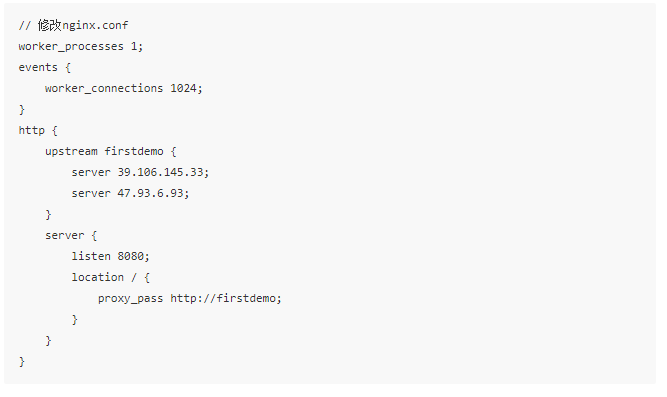 // 修改nginx.conf
worker_processes 1;
events {
    worker_connections 1024;
}
http {
    upstream firstdemo {
        server 39.106.145.33;
        server 47.93.6.93;
    }
    server {
        listen 8080;
        location / {
            proxy_pass http://firstdemo;
        }
    }
}